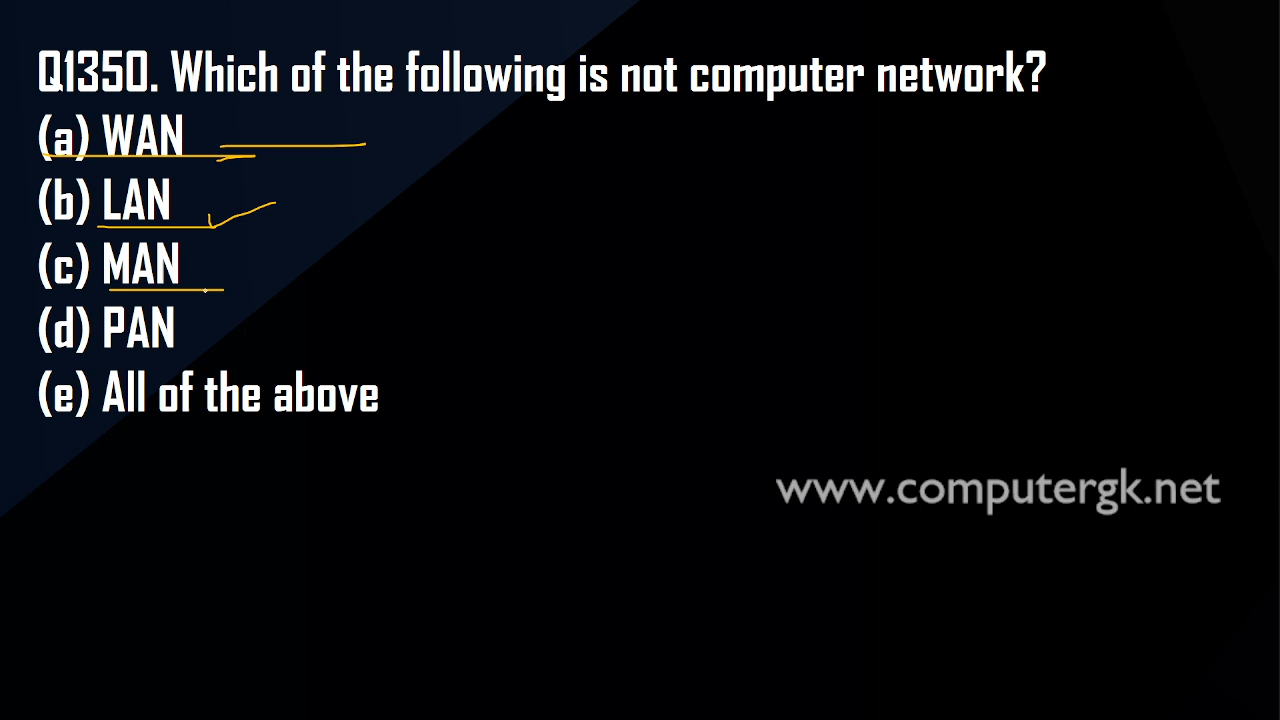 Q1350. Which of the following is not computer network?
(a) WAN
(b) LAN
(c) MAN
(d) PAN
(e) All of the above
www.computergk.net